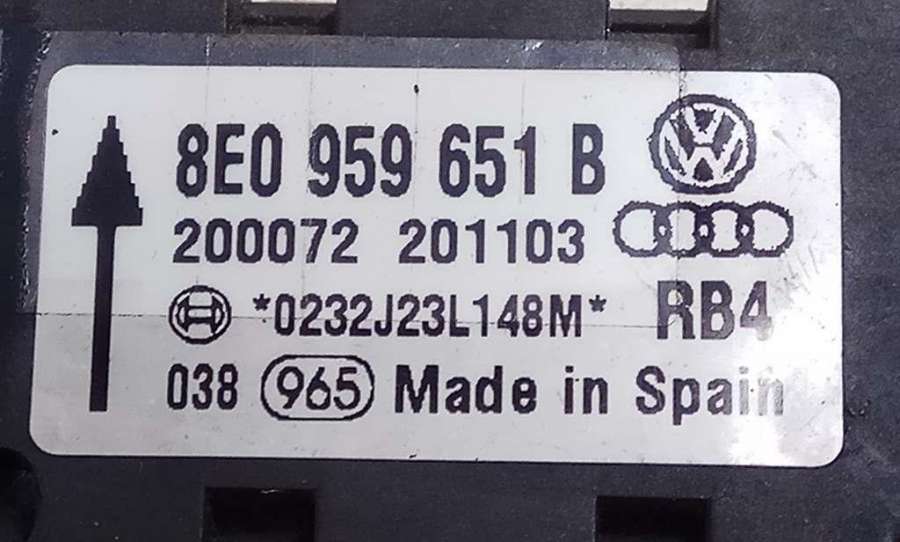 8E0 959 651 B
200072 201103
*0232J23L148M* RB4
038 965 Made in Spain